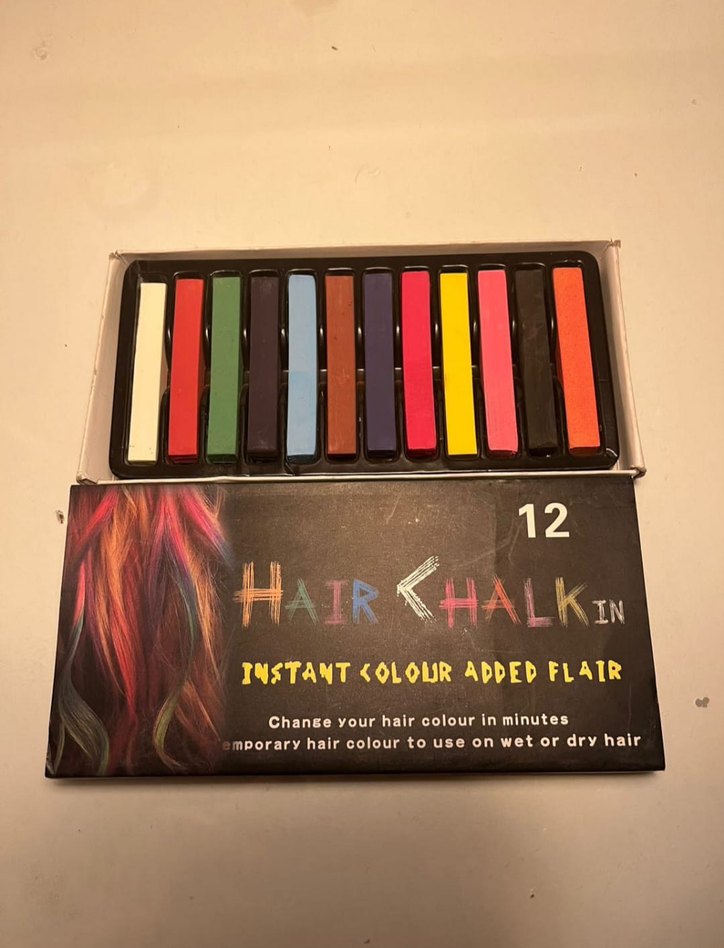 12
HAIR CHALKIN
INSTANT COLOUR ADDED FLAIR
Change your hair colour in minutes
emporary hair colour to use on wet or dry hair